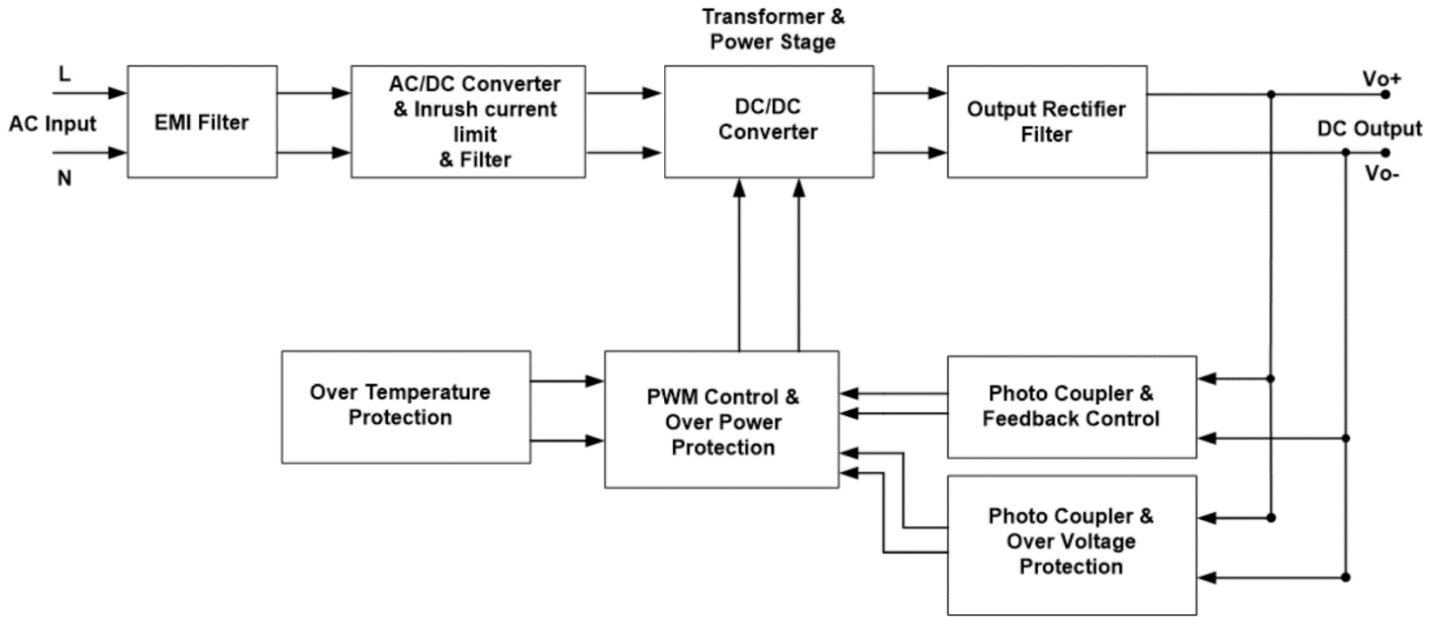 Transformer &
Power Stage
L
AC Input
N
EMI Filter
AC/DC Converter
& Inrush current
limit
& Filter
DC/DC
Converter
Output Rectifier
Filter
Vo+
DC Output
Vo-
Over Temperature
Protection
PWM Control &
Over Power
Protection
Photo Coupler &
Feedback Control
Photo Coupler &
Over Voltage
Protection